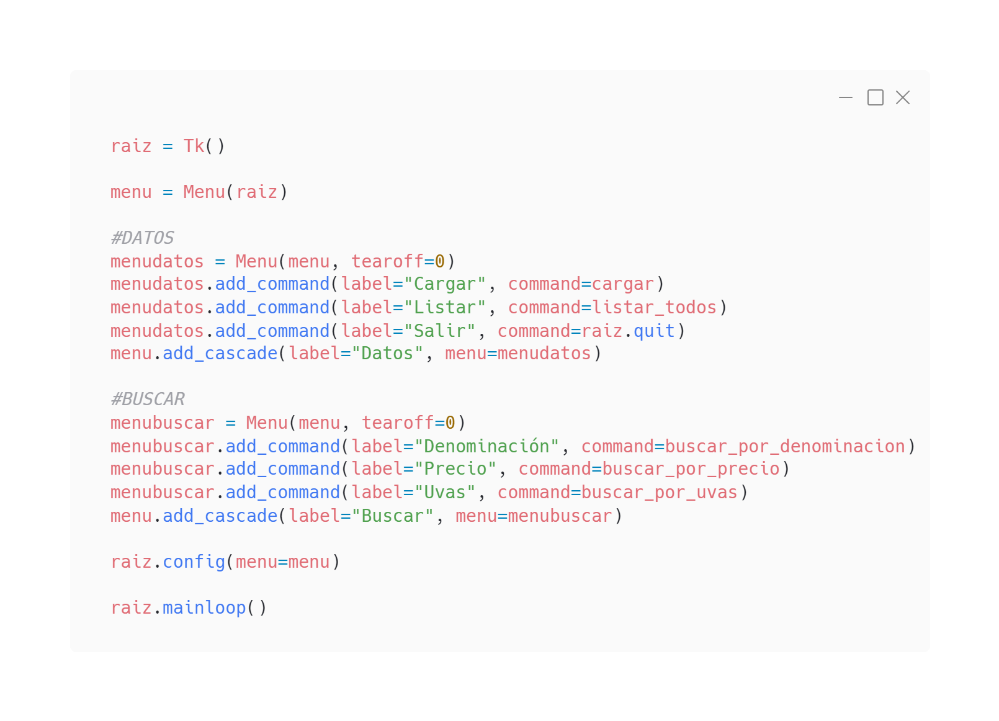 raiz = Tk()
menu = Menu(raiz)
#DATOS
menudatos = Menu(menu, tearoff=0)
menudatos.add_command(label="Cargar", command=cargar)
menudatos.add_command(label="Listar", command=listar_todos)
menudatos.add_command(label="Salir", command=raiz.quit)
menu.add_cascade(label="Datos", menu=menudatos)
#BUSCAR
menubuscar = Menu(menu, tearoff=0)
menubuscar.add_command(label="Denominación", command=buscar_por_denominacion)
menubuscar.add_command(label="Precio", command=buscar_por_precio)
menubuscar.add_command(label="Uvas", command=buscar_por_uvas)
menu.add_cascade(label="Buscar", menu=menubuscar)
raiz.config(menu=menu)
raiz.mainloop()